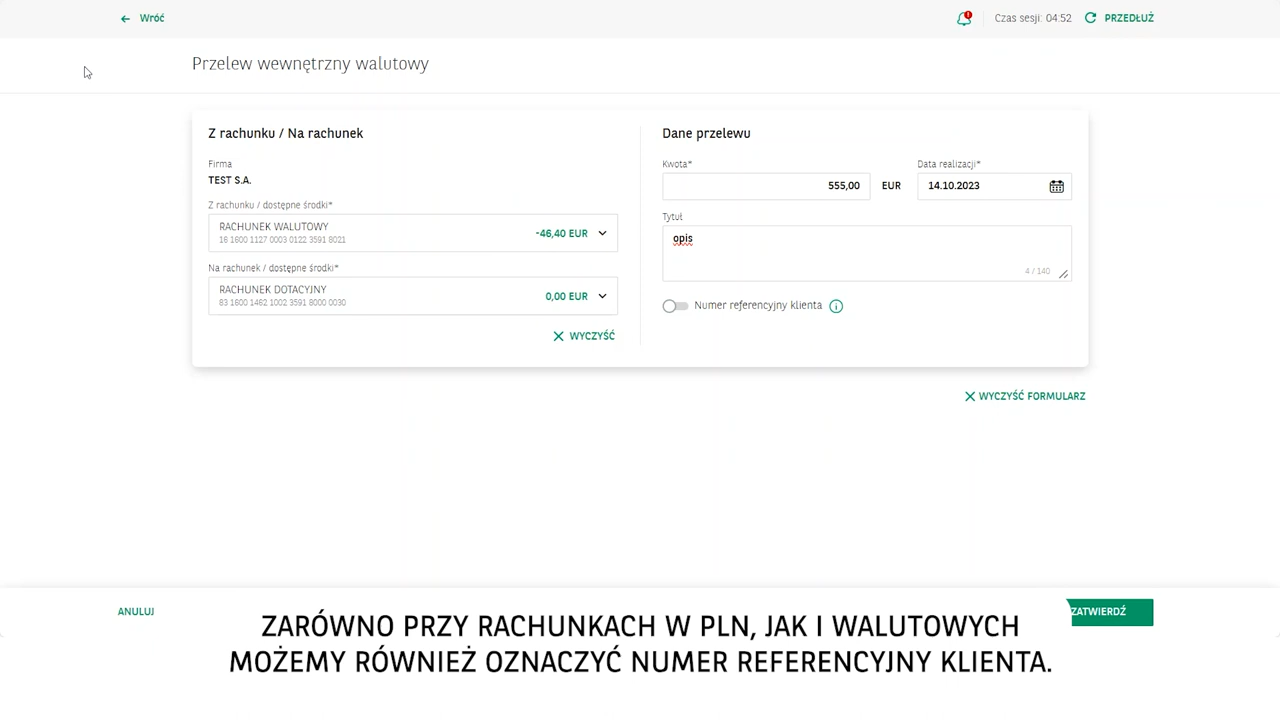 Wróć
Czas sesji: 04:52 PRZEDŁUŻ
Przelew wewnętrzny walutowy
Z rachunku / Na rachunek
Firma
TEST S.A.
Z rachunku / dostępne środki*
RACHUNEK WALUTOWY
18 1600 1127 0003 0122 3591 8021
-46,40 EUR
Na rachunek / dostępne środki*
RACHUNEK DOTACYJNY
83 1600 1462 1002 3591 8000 0030
0,00 EUR
WYCZYŚĆ
Dane przelewu
Kwota* Data realizacji*
555,00 EUR 14.10.2023
Tytuł
opis
4 / 140
Numer referencyjny klienta
WYCZYŚĆ FORMULARZ
ANULUJ
ZATWIERDŹ
ZARÓWNO PRZY RACHUNKACH W PLN, JAK I WALUTOWYCH
MOŻEMY RÓWNIEŻ OZNACZYĆ NUMER REFERENCYJNY KLIENTA.